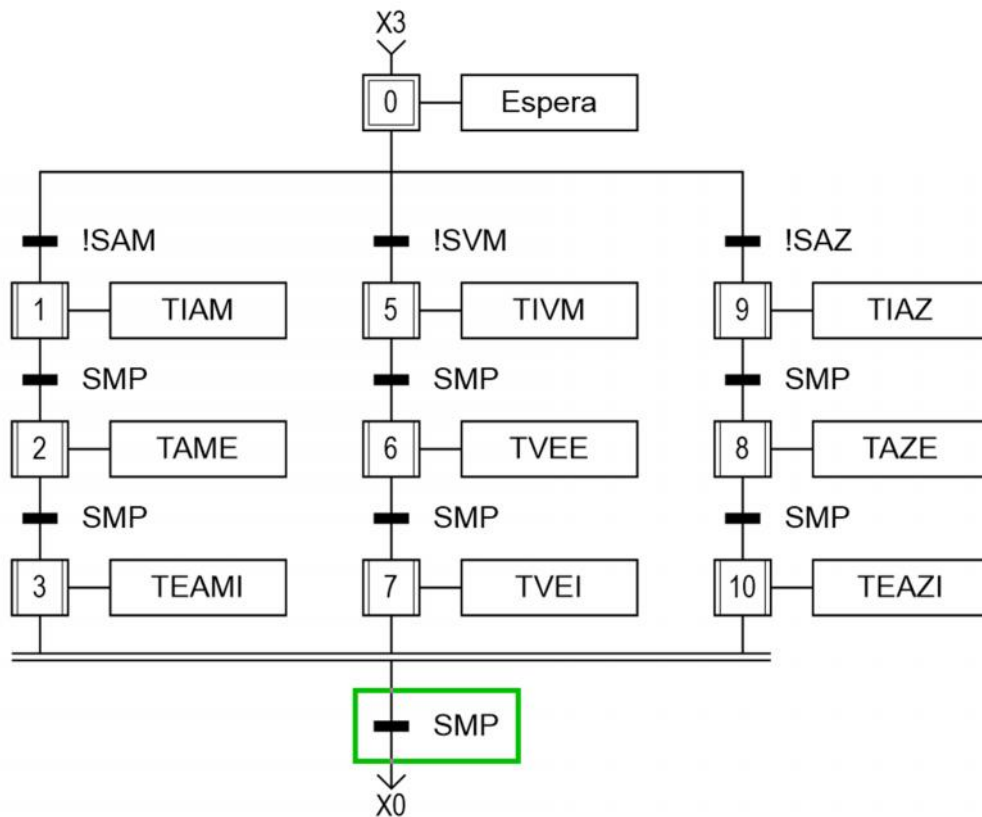 X3
0 Espera
!SAM !SVM !SAZ
1 TIAM 5 TIVM 9 TIAZ
SMP SMP SMP
2 TAME 6 TVEE 8 TAZE
SMP SMP SMP
3 TEAMI 7 TVEI 10 TEAZI
SMP
X0